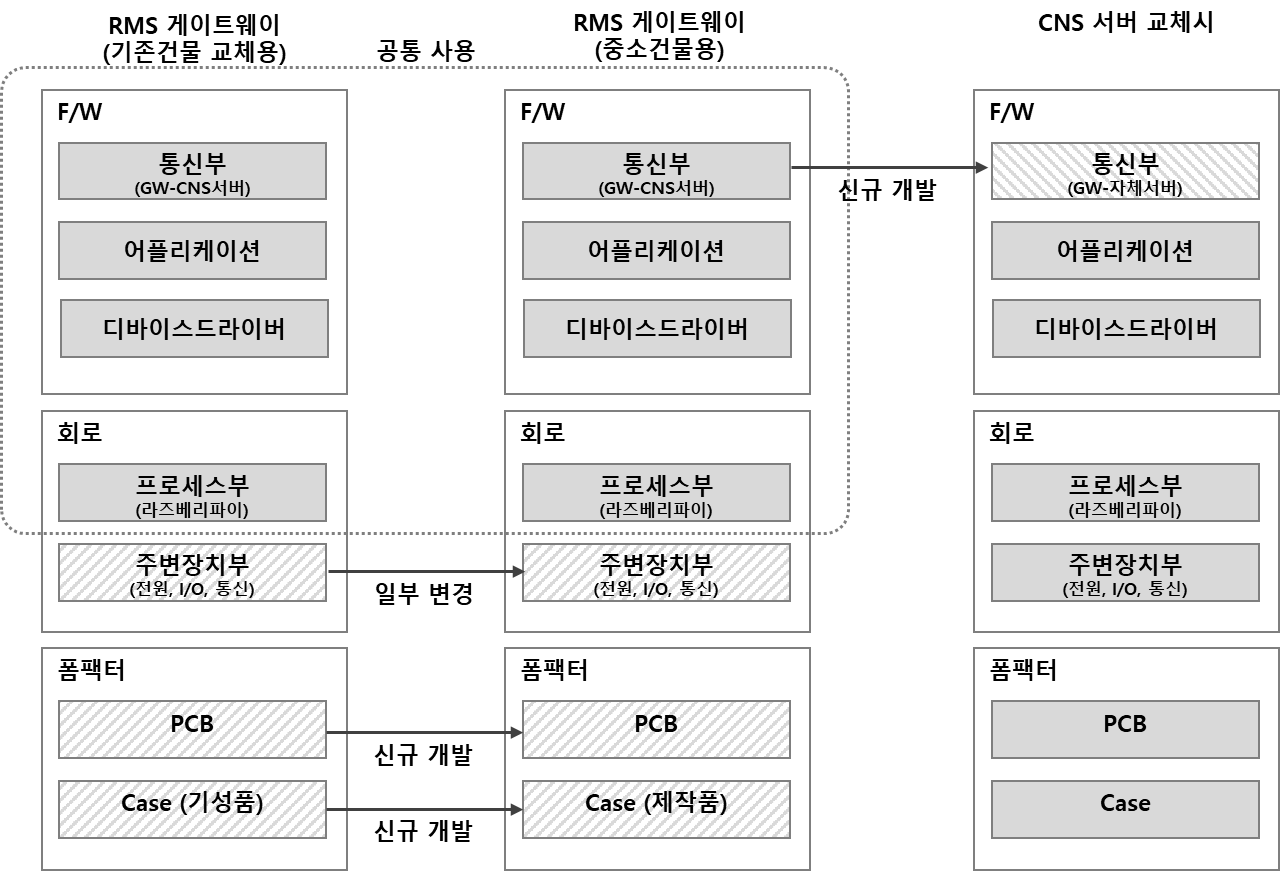 RMS 게이트웨이
(기존건물 교체용)
공통 사용
RMS 게이트웨이
(중소건물용)
CNS 서버 교체시
F/W
통신부
(GW-CNS서버)
어플리케이션
디바이스드라이버
F/W
통신부
(GW-CNS서버)
어플리케이션
디바이스드라이버
신규 개발
F/W
통신부
(GW-자체서버)
어플리케이션
디바이스드라이버
회로
프로세스부
(라즈베리파이)
주변장치부
(전원, I/O, 통신)
일부 변경
회로
프로세스부
(라즈베리파이)
주변장치부
(전원, I/O, 통신)
회로
프로세스부
(라즈베리파이)
주변장치부
(전원, I/O, 통신)
폼팩터
PCB
Case (기성품)
신규 개발
신규 개발
폼팩터
PCB
Case (제작품)
폼팩터
PCB
Case